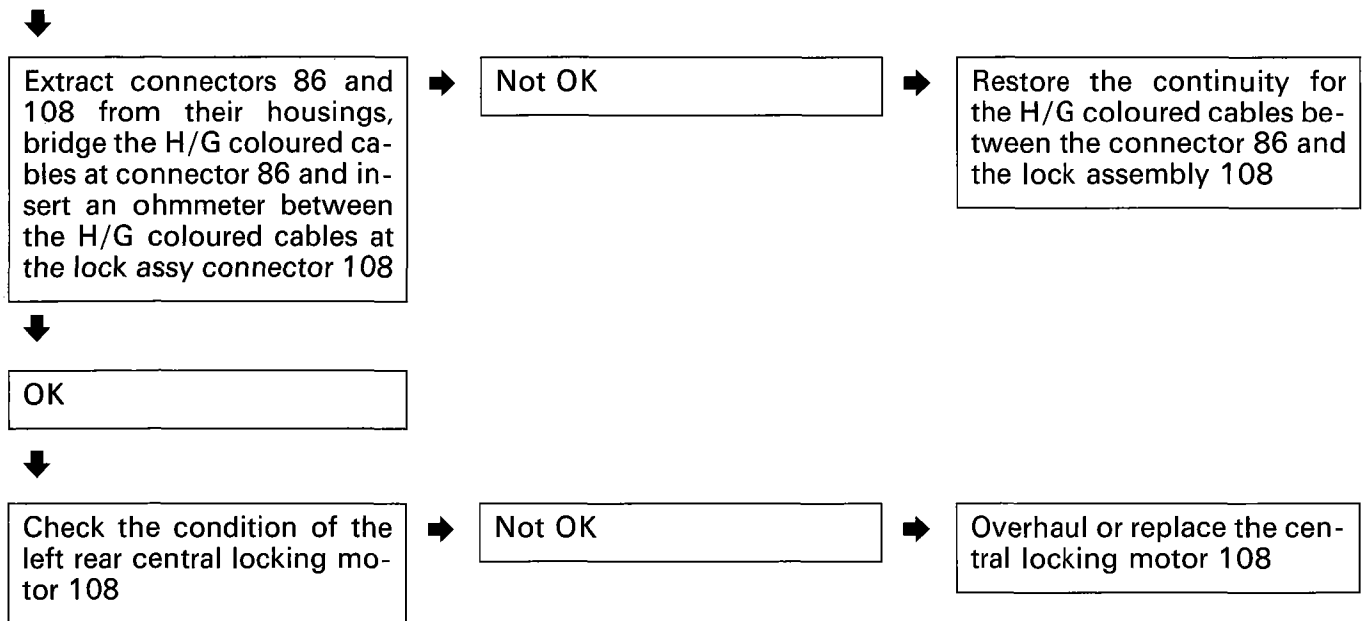 Extract connectors 86 and
108 from their housings,
bridge the H/G coloured ca-
bles at connector 86 and in-
sert an ohmmeter between
the H/G coloured cables at
the lock assy connector 108
Not OK
Restore the continuity for
the H/G coloured cables be-
tween the connector 86 and
the lock assembly 108
OK
Check the condition of the
left rear central locking mo-
tor 108
Not OK
Overhaul or replace the cen-
tral locking motor 108